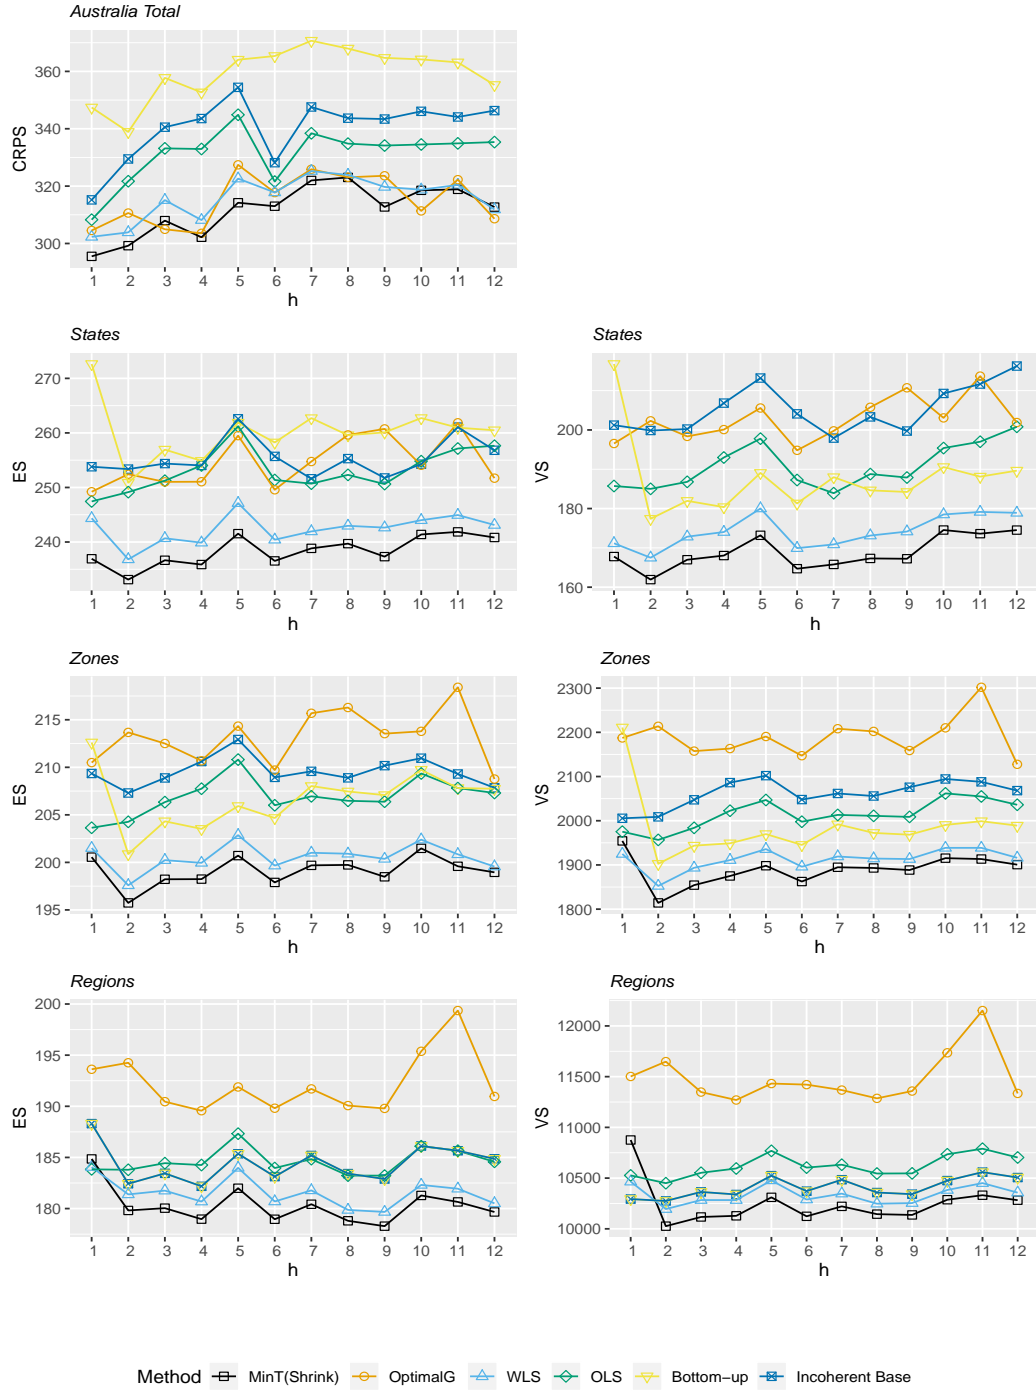 Australia Total
CRPS
360
340
320
300
1 2 3 4 5 6 7 8 9 10 11 12
h
States
ES
270
260
250
240
1 2 3 4 5 6 7 8 9 10 11 12
h
States
VS
200
180
160
1 2 3 4 5 6 7 8 9 10 11 12
h
Zones
ES
215
210
205
200
195
1 2 3 4 5 6 7 8 9 10 11 12
h
Zones
VS
2300
2200
2100
2000
1900
1800
1 2 3 4 5 6 7 8 9 10 11 12
h
Regions
ES
200
195
190
185
180
1 2 3 4 5 6 7 8 9 10 11 12
h
Regions
VS
12000
11500
11000
10500
10000
1 2 3 4 5 6 7 8 9 10 11 12
h
Method MinT(Shrink) OptimalG WLS OLS Bottom−up Incoherent Base